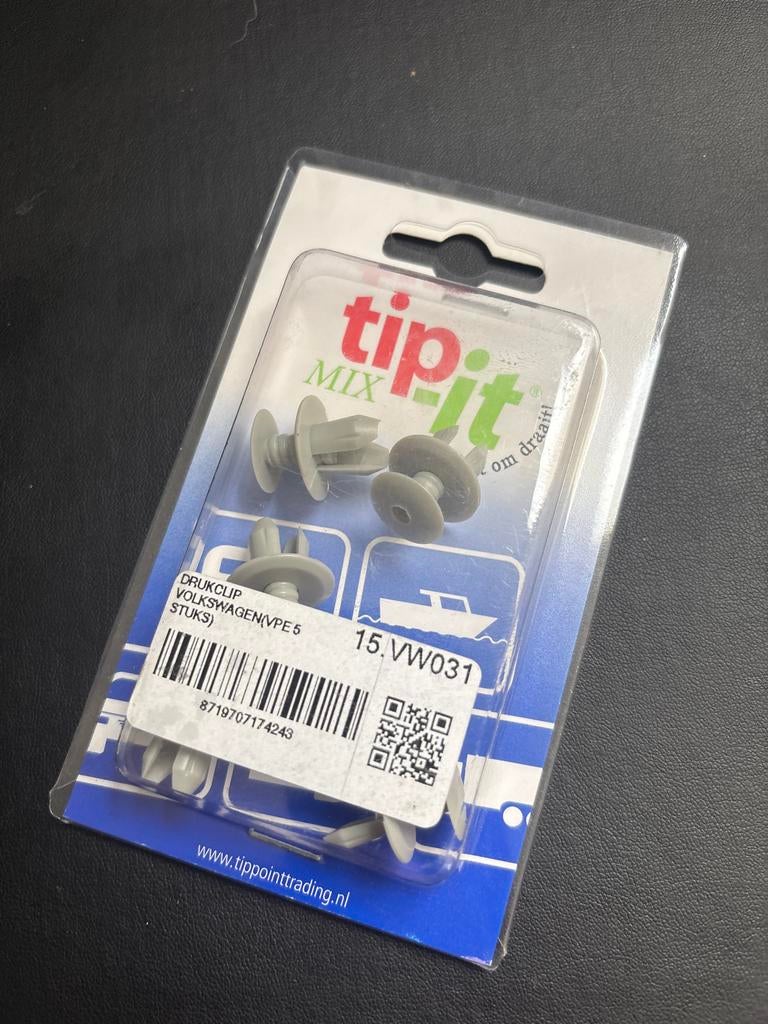 tip
MIX -it®
om draait!
DRUKCLIP
VOLKSWAGEN(VPE 5
STUKS)
15.VW031
8719707174243
www.tippointtrading.nl